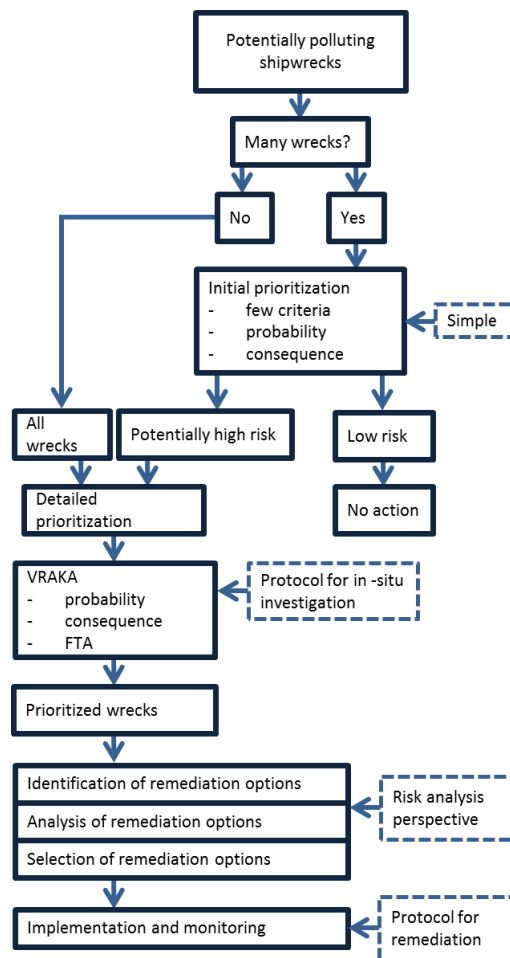 Potentially polluting
shipwrecks
Many wrecks?
No
Yes
Initial prioritization
- few criteria
- probability
- consequence
Simple
All
wrecks
Potentially high risk
Low risk
Detailed
prioritization
No action
VRAKA
- probability
- consequence
- FTA
Protocol for in -situ
investigation
Prioritized wrecks
Identification of remediation options
Analysis of remediation options
Selection of remediation options
Risk analysis
perspective
Implementation and monitoring
Protocol for
remediation